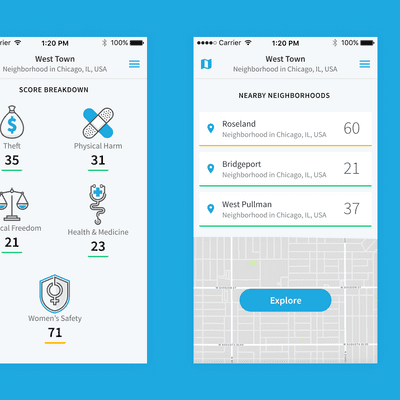 rrier 1:20 PM 100%
West Town
Neighborhood in Chicago, IL, USA
SCORE BREAKDOWN
Theft
35
Physical Harm
31
cal Freedom
21
Health & Medicine
23
Women's Safety
71
Carrier 1:20 PM 100%
West Town
Neighborhood in Chicago, IL, USA
NEARBY NEIGHBORHOODS
Roseland
Neighborhood in Chicago, IL, USA
60
Bridgeport
Neighborhood in Chicago, IL, USA
21
West Pullman
Neighborhood in Chicago, IL, USA
37
Explore